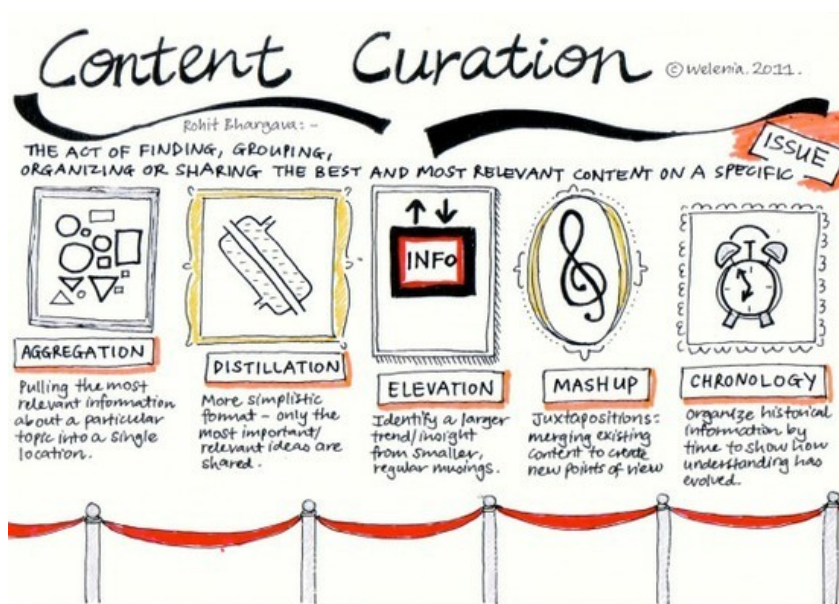 Content Curation © welenia. 2011.
Rohit Bhargava: -
THE ACT OF FINDING, GROUPING,
ORGANIZING OR SHARING THE BEST AND MOST RELEVANT CONTENT ON A SPECIFIC
ISSUE
INFO
AGGREGATION
Pulling the most
relevant information
about a particular
topic into a single
location.
DISTILLATION
More simplistic
format - only the
most important/
relevant ideas are
shared.
ELEVATION
Identify a larger
trend/insight
from smaller,
regular musings.
MASHUP
Juxtapositions:
merging existing
content to create
new points of view
CHRONOLOGY
organize historical
information by
time to show how
understanding has
evolved.